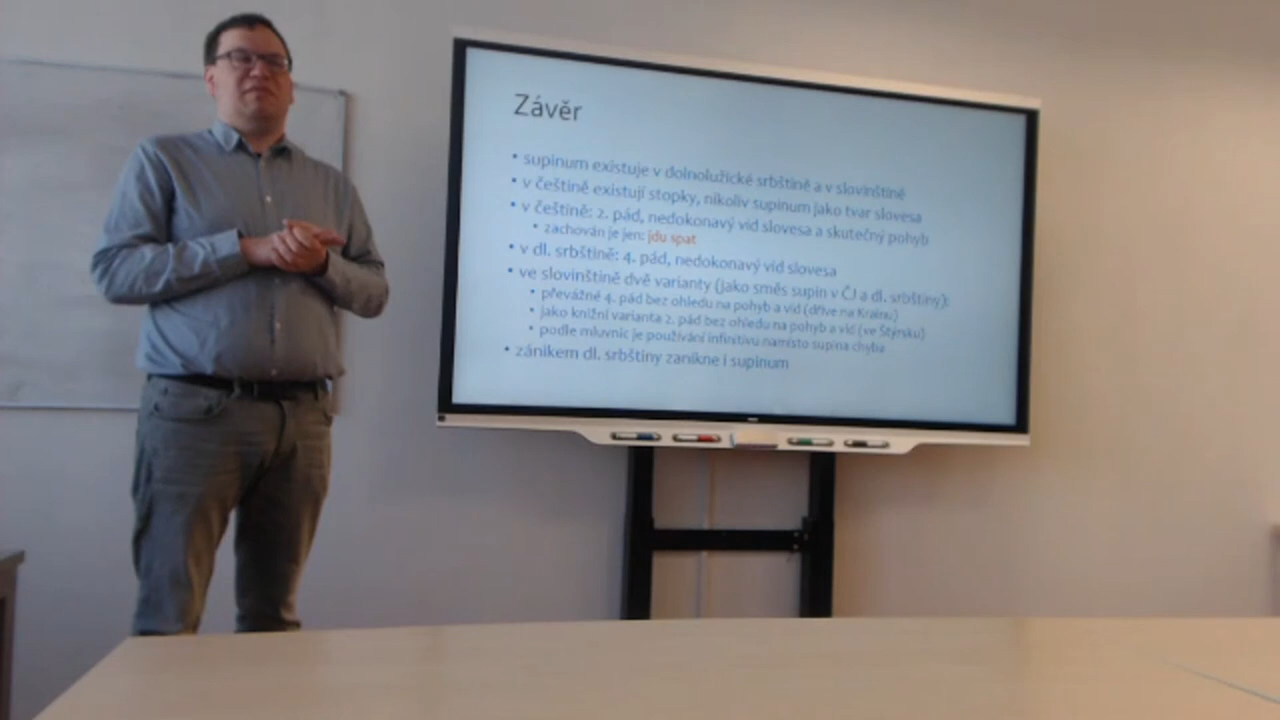 Závěr
• supinum existuje v dolnolužické srbštině a v slovinštině
• v češtině existují stopky, nikoliv supinum jako tvar slovesa
• v češtině: 2. pád, nedokonavý vid slovesa a skutečný pohyb
• zachován je jen: jdu spat
• v dl. srbštině: 4. pád, nedokonavý vid slovesa
• ve slovinštině dvě varianty (jako směs supin v ČJ a dl. srbštiny):
• převážně 4. pád bez ohledu na pohyb a vid (dříve na Kraínu)
• jako knižní varianta 2. pád bez ohledu na pohyb a vid (ve Štýrsku)
• podle mluvnic je používání infinitivu namísto supina chyba
• zánikem dl. srbštiny zanikne i supinum